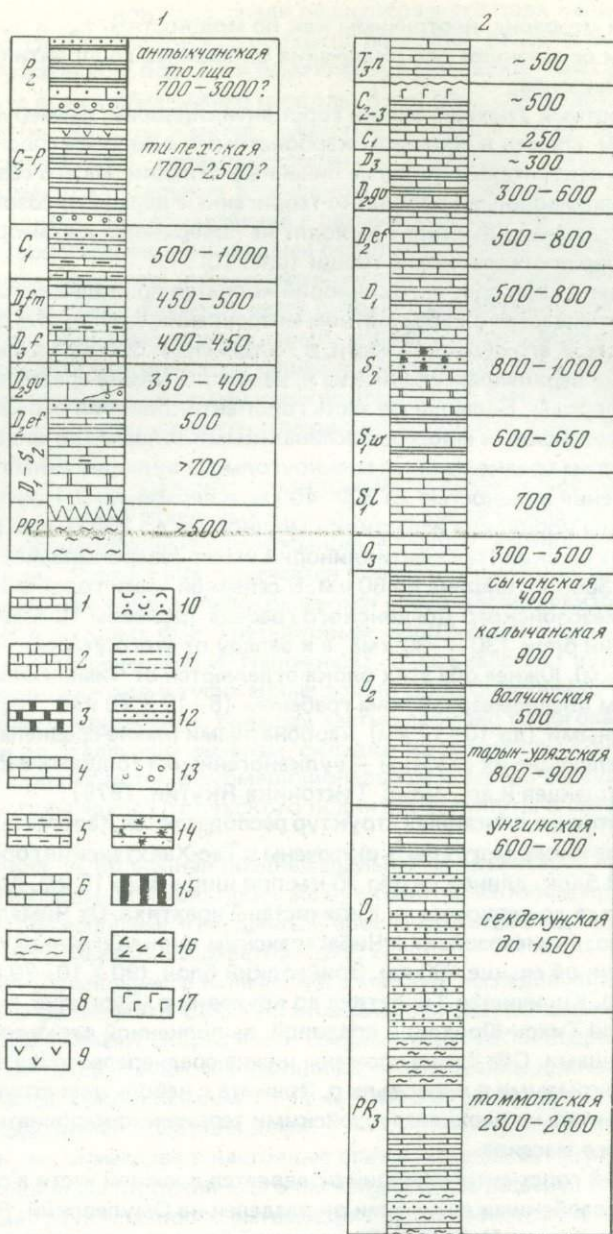 1
P₂ антыкчанская
толща
700–3000?
C₂-P₁ тилехская
1700–2500?
C₁ 500–1000
D₃fm 450–500
D₃f 400–450
D₂gv 350–400
D₂ef 500
D₁-S₂ >700
PR₂ >500
1 10
2 11
3 12
4 13
5 14
6 15
7 16
8 17
9
2
T₃n ~500
C₂₋₃ ~500
C₁ 250
D₃ ~300
D₂gv 300–600
D₂ef 500–800
D₁ 500–800
S₂ 800–1000
S₁w 600–650
S₁l 700
O₃ 300–500
сычанская
400
калычанская
900
O₂ волчинская
500
тарын-уряхская
800–900
унгинская
600–700
O₁ сендекунская
до 1500
PR₃ тамматская
2300–2600